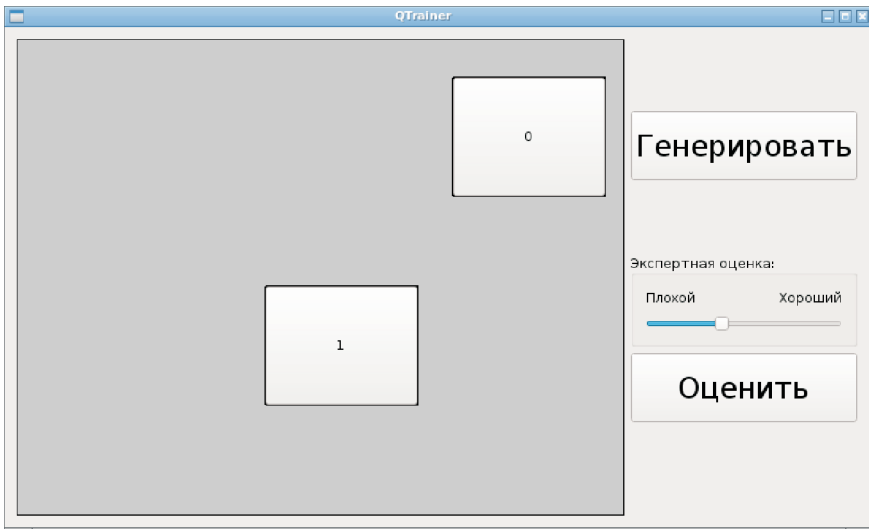 QTrainer
0
Генерировать
Экспертная оценка:
Плохой Хороший
1
Оценить